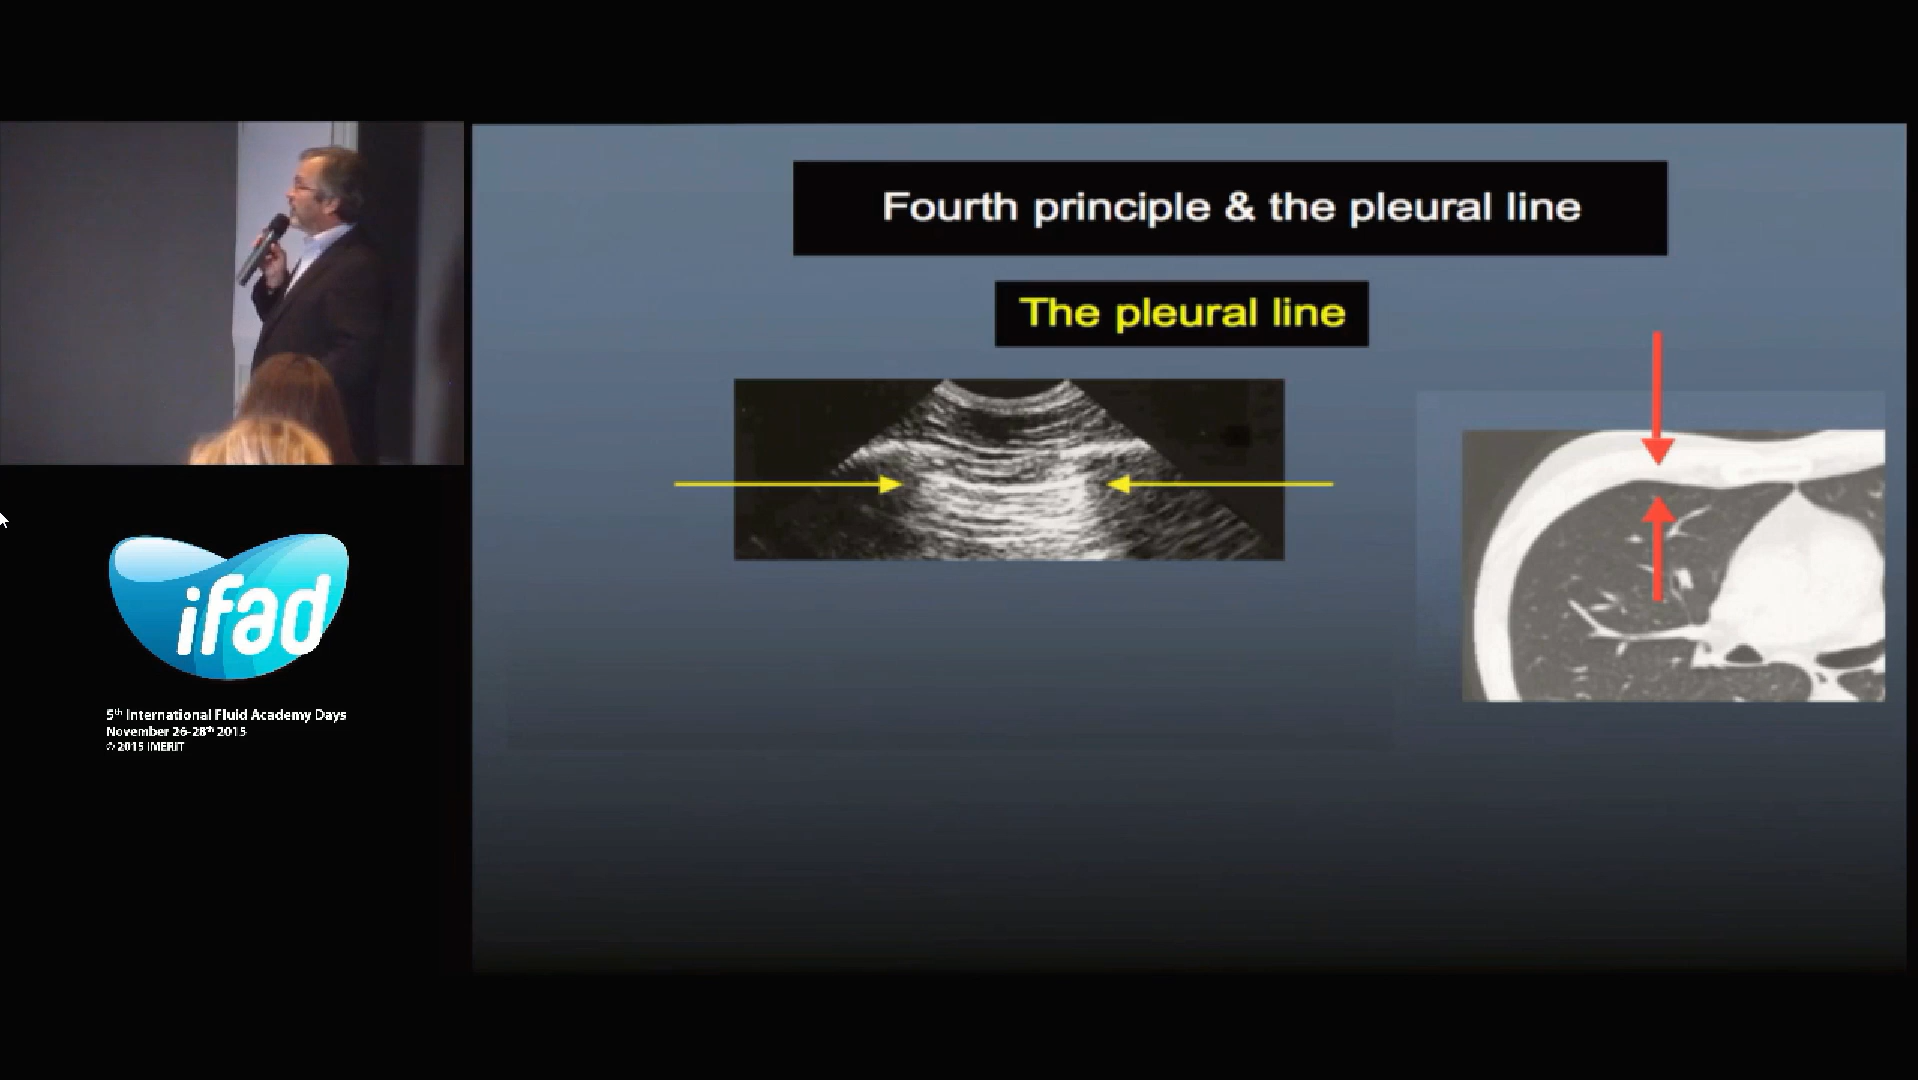 Fourth principle & the pleural line
The pleural line
ifad
5th International Fluid Academy Days
November 26-28th 2015
© 2015 iMERiT